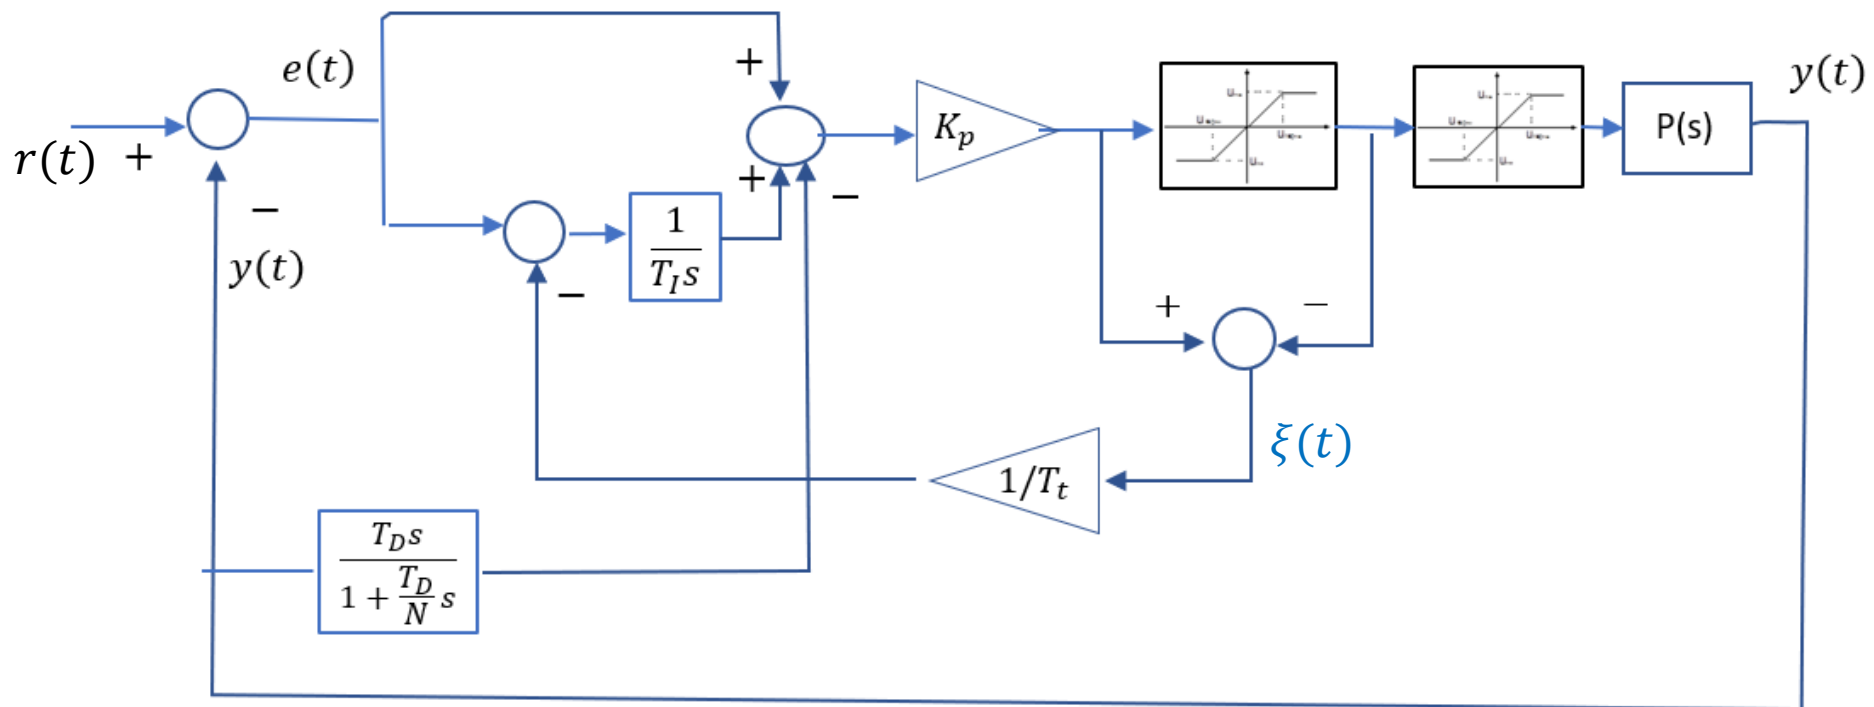 e(t)
y(t)
+
r(t) +
K_p
P(s)
+
−
−
y(t)
1
T_I s
−
+ −
ξ(t)
1/T_t
T_D s
1 + T_D/N s